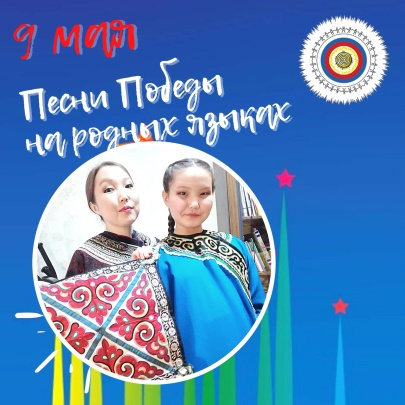 9 мая
Песни Победы
на родных языках